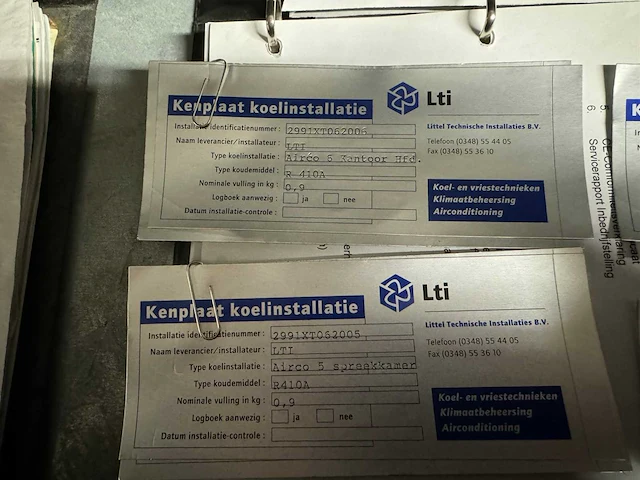 Kenplaat koelinstallatie
Lti
Installatie identificatienummer: 2991XT062006
Naam leverancier/installateur: LTI
Type koelinstallatie: Airco 5 Kantoor Hfd.
Type koudemiddel: R 410A
Nominale vulling in kg: 0,9
Logboek aanwezig: ja nee
Datum installatie-controle:
Littel Technische Installaties B.V.
Telefoon (0348) 55 44 05
Fax (0348) 55 36 10
Koel- en vriestechnieken
Klimaatbeheersing
Airconditioning
Kenplaat koelinstallatie
Lti
Installatie identificatienummer: 2991XT062005
Naam leverancier/installateur: LTI
Type koelinstallatie: Airco 5 spreekkamer
Type koudemiddel: R410A
Nominale vulling in kg: 0,9
Logboek aanwezig: ja nee
Datum installatie-controle:
Littel Technische Installaties B.V.
Telefoon (0348) 55 44 05
Fax (0348) 55 36 10
Koel- en vriestechnieken
Klimaatbeheersing
Airconditioning
5.
6. Servicerapport Inbedrijfstelling